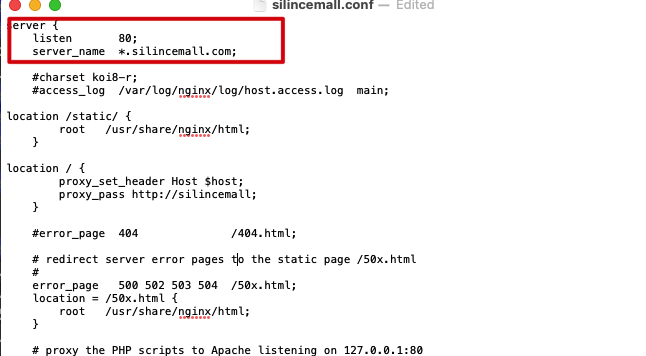 silincemall.conf — Edited
server {
    listen       80;
    server_name  *.silincemall.com;

    #charset koi8-r;
    #access_log  /var/log/nginx/log/host.access.log  main;

location /static/ {
        root   /usr/share/nginx/html;
    }

location / {
        proxy_set_header Host $host;
        proxy_pass http://silincemall;
    }

    #error_page  404              /404.html;

    # redirect server error pages to the static page /50x.html
    #
    error_page   500 502 503 504  /50x.html;
    location = /50x.html {
        root   /usr/share/nginx/html;
    }

    # proxy the PHP scripts to Apache listening on 127.0.0.1:80